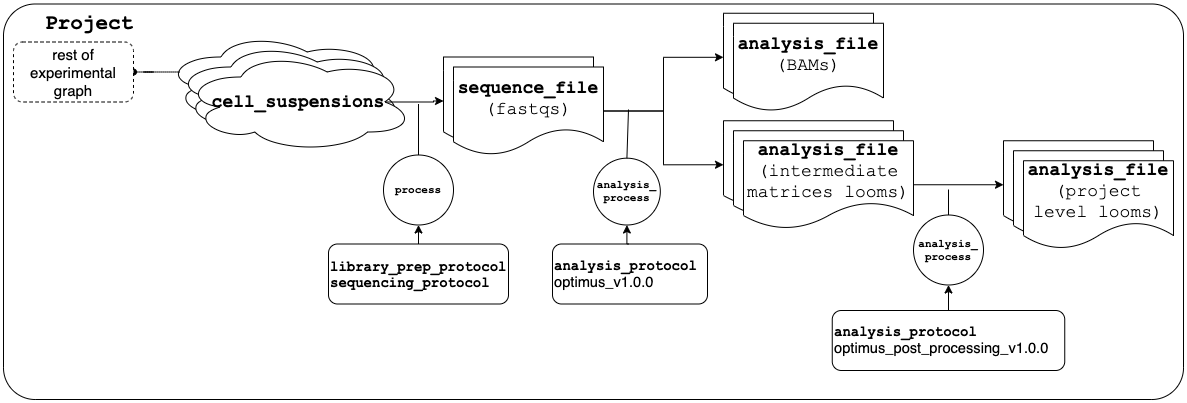 Project
rest of
experimental
graph
cell_suspensions
sequence_file
(fastqs)
analysis_file
(BAMs)
analysis_file
(intermediate
matrices looms)
analysis_file
(project
level looms)
process
analysis_
process
analysis_
process
library_prep_protocol
sequencing_protocol
analysis_protocol
optimus_v1.0.0
analysis_protocol
optimus_post_processing_v1.0.0